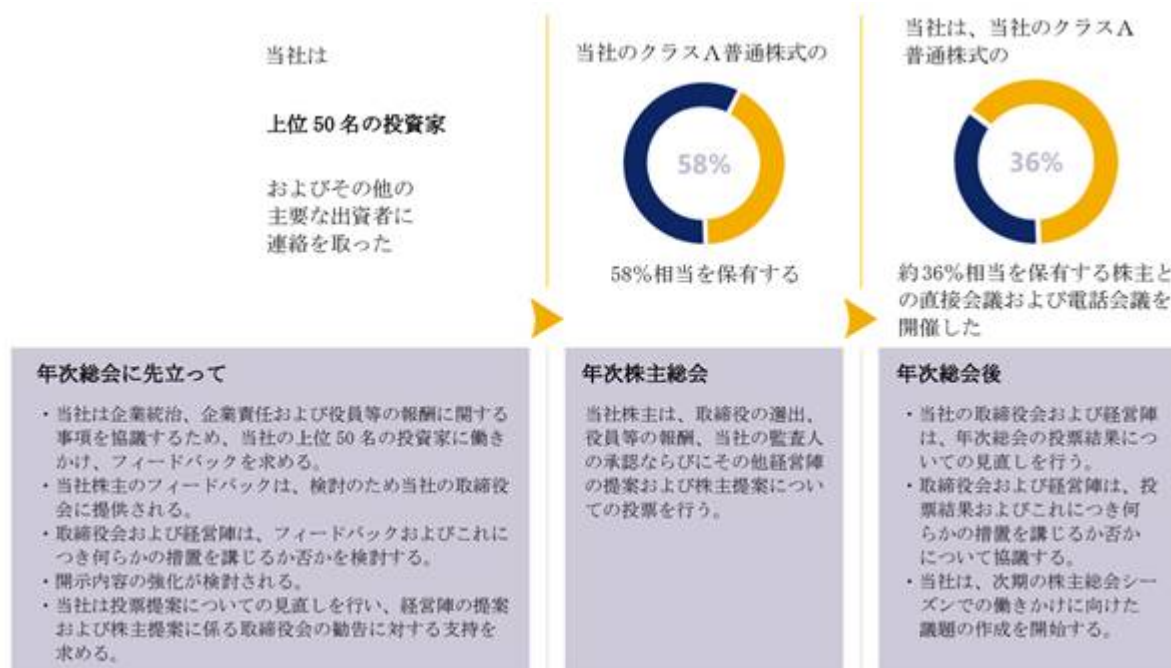 当社は
上位 50 名の投資家
およびその他の
主要な出資者に
連絡を取った
当社のクラスA普通株式の
58%
58%相当を保有する
当社は、当社のクラスA
普通株式の
36%
約36%相当を保有する株主と
の直接会議および電話会議を
開催した
年次総会に先立って
・当社は企業統治、企業責任および役員等の報酬に関する
事項を協議するため、当社の上位 50 名の投資家に働き
かけ、フィードバックを求める。
・当社株主のフィードバックは、検討のため当社の取締役
会に提供される。
・取締役会および経営陣は、フィードバックおよびこれに
つき何らかの措置を講じるか否かを検討する。
・開示内容の強化が検討される。
・当社は投票提案についての見直しを行い、経営陣の提案
および株主提案に係る取締役会の勧告に対する支持を
求める。
年次株主総会
当社株主は、取締役の選出、
役員等の報酬、当社の監査人
の承認ならびにその他経営陣
の提案および株主提案につい
ての投票を行う。
年次総会後
・当社の取締役会および経営陣
は、年次総会の投票結果につ
いての見直しを行う。
・取締役会および経営陣は、投
票結果およびこれにつき何
らかの措置を講じるか否か
について協議する。
・当社は、次期の株主総会シー
ズンでの働きかけに向けた
議題の作成を開始する。